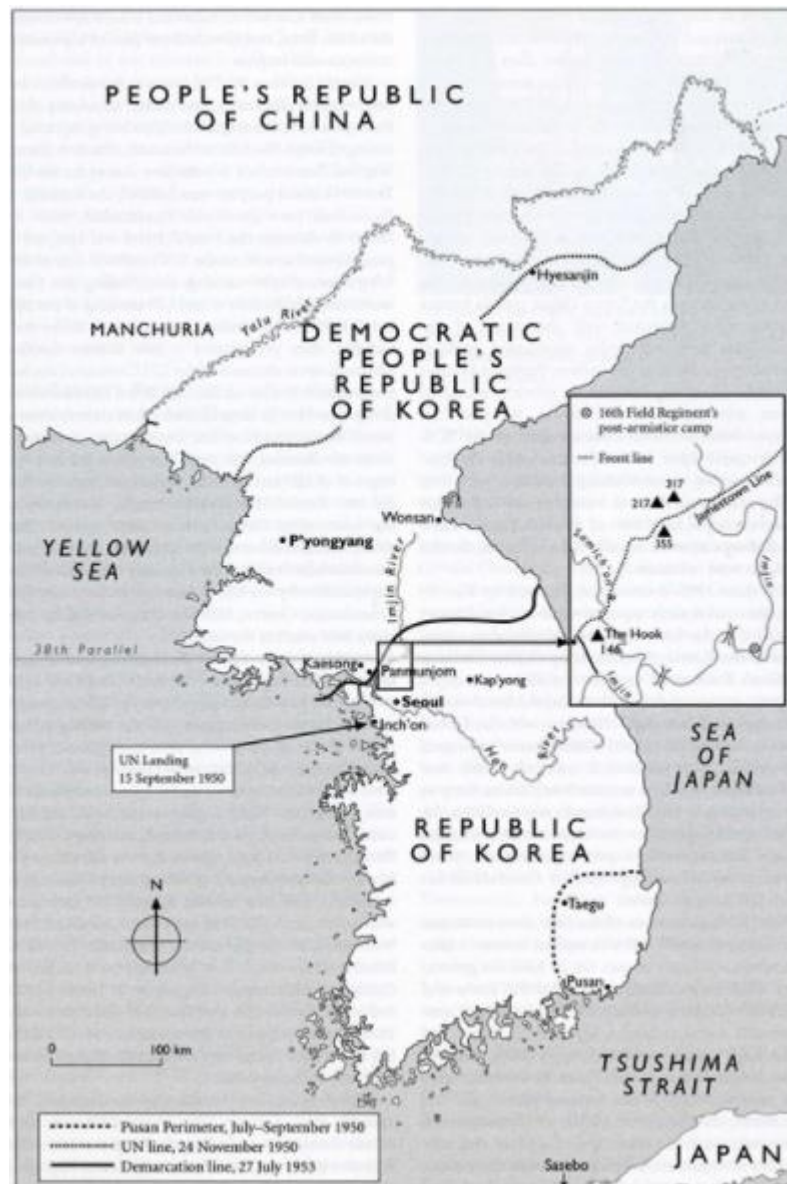 PEOPLE'S REPUBLIC
OF CHINA
Hyesanjin
MANCHURIA
Yalu River
DEMOCRATIC
PEOPLE'S
REPUBLIC
OF KOREA
16th Field Regiment's
post-armistice camp
Front line
317
217
Jamestown Line
355
Samich'on R
Imjin
The Hook
146
Imjin
Wonsan
P'yongyang
YELLOW
SEA
Imjin River
38th Parallel
Kaesong
Panmunjom
Kap'yong
Seoul
Inch'on
Han River
UN Landing
15 September 1950
SEA
OF
JAPAN
REPUBLIC
OF KOREA
N
Tsegu
Pusan
0 100 km
TSUSHIMA
STRAIT
Pusan Perimeter, July–September 1950
UN line, 24 November 1950
Demarcation line, 27 July 1953
JAPAN
Sasebo